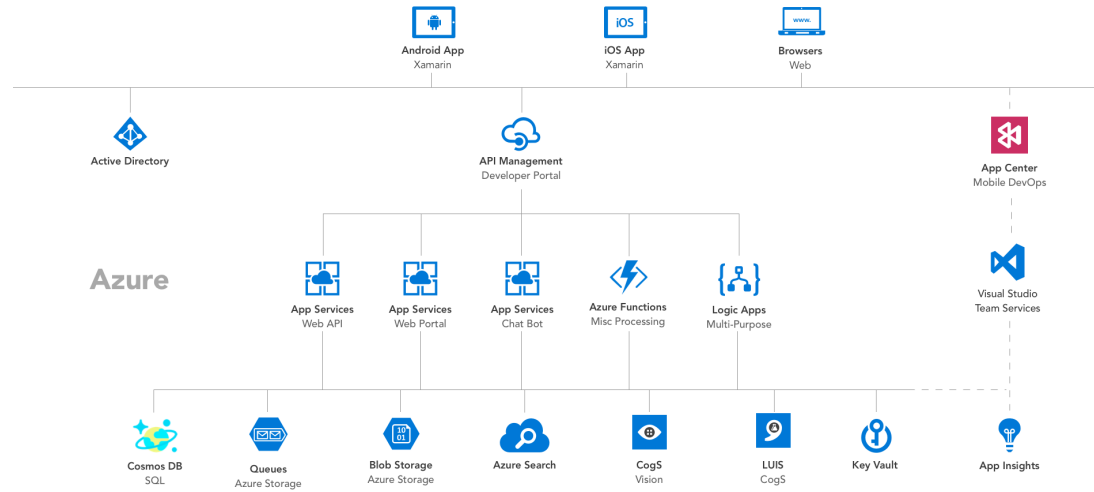 iOS
www.
Android App
Xamarin
iOS App
Xamarin
Browsers
Web
Active Directory
API Management
Developer Portal
App Center
Mobile DevOps
Azure
App Services
Web API
App Services
Web Portal
App Services
Chat Bot
Azure Functions
Misc Processing
Logic Apps
Multi-Purpose
Visual Studio
Team Services
10
01
Cosmos DB
SQL
Queues
Azure Storage
Blob Storage
Azure Storage
Azure Search
CogS
Vision
LUIS
CogS
Key Vault
App Insights